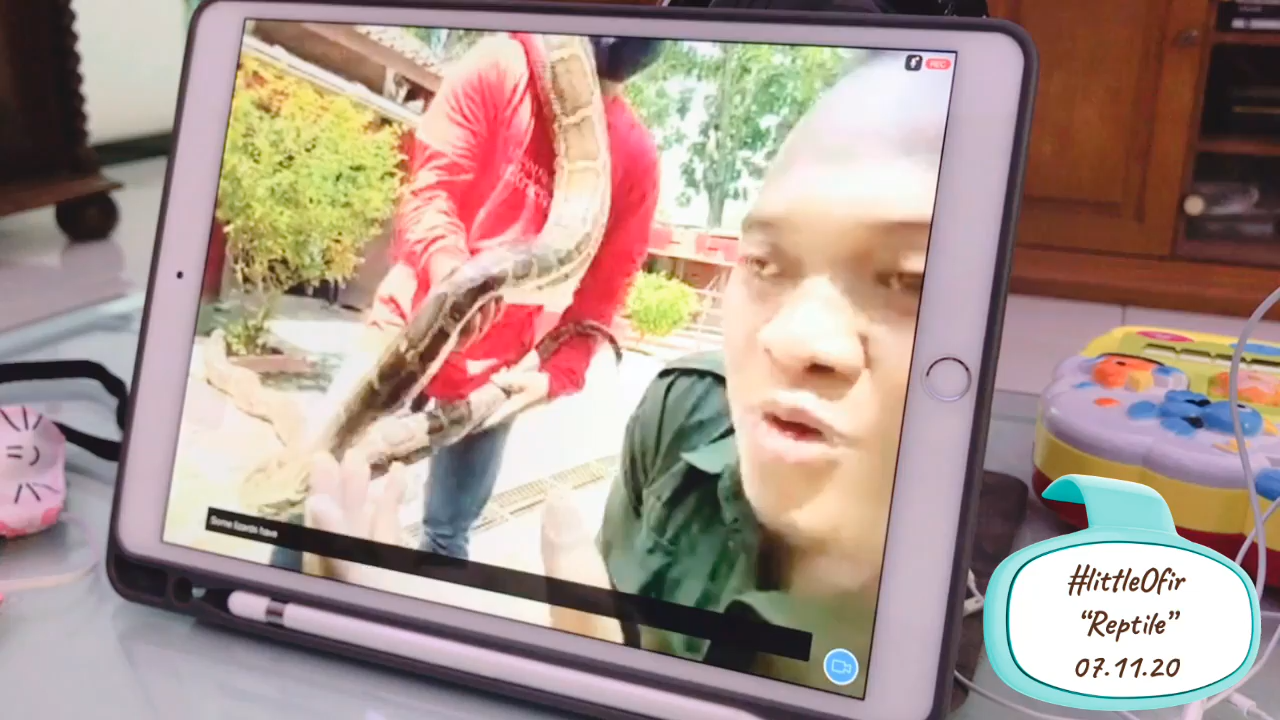 REC
Some lizards have
#littleOfir
“Reptile”
07.11.20